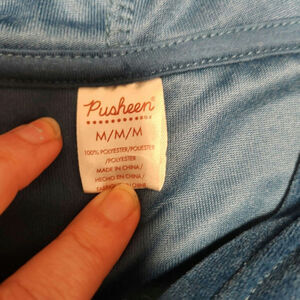 Pusheen
M/M/M
100% POLYESTER/POLIESTER
/POLYESTER
MADE IN CHINA/
HECHO EN CHINA/